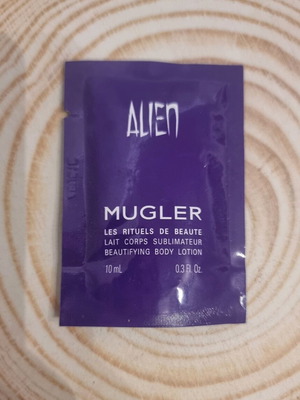 ALIEN
MUGLER
LES RITUELS DE BEAUTE
LAIT CORPS SUBLIMATEUR
BEAUTIFYING BODY LOTION
10 mL 0.3 Fl. Oz.